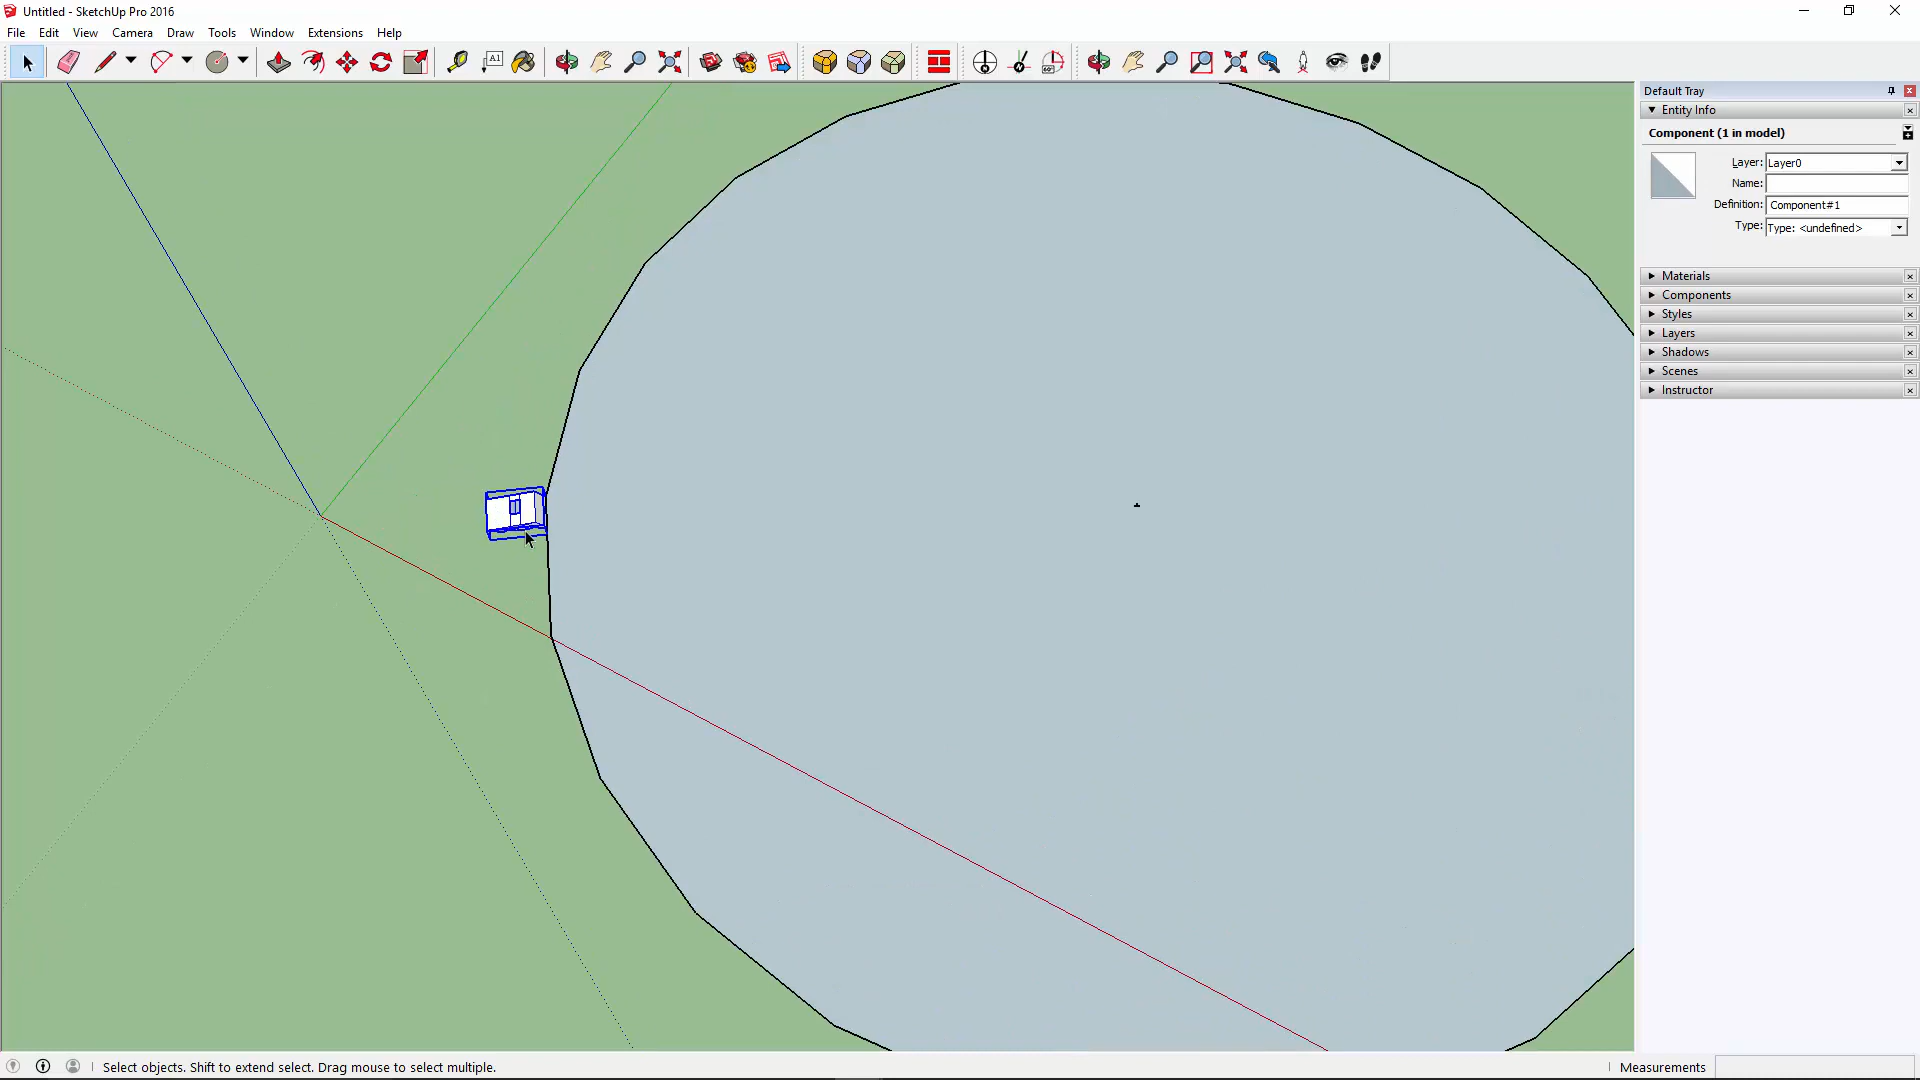 Untitled - SketchUp Pro 2016
File Edit View Camera Draw Tools Window Extensions Help
A1
Default Tray
Entity Info
Component (1 in model)
Layer: Layer0
Name:
Definition: Component#1
Type: Type: <undefined>
Materials
Components
Styles
Layers
Shadows
Scenes
Instructor
Select objects. Shift to extend select. Drag mouse to select multiple.
Measurements